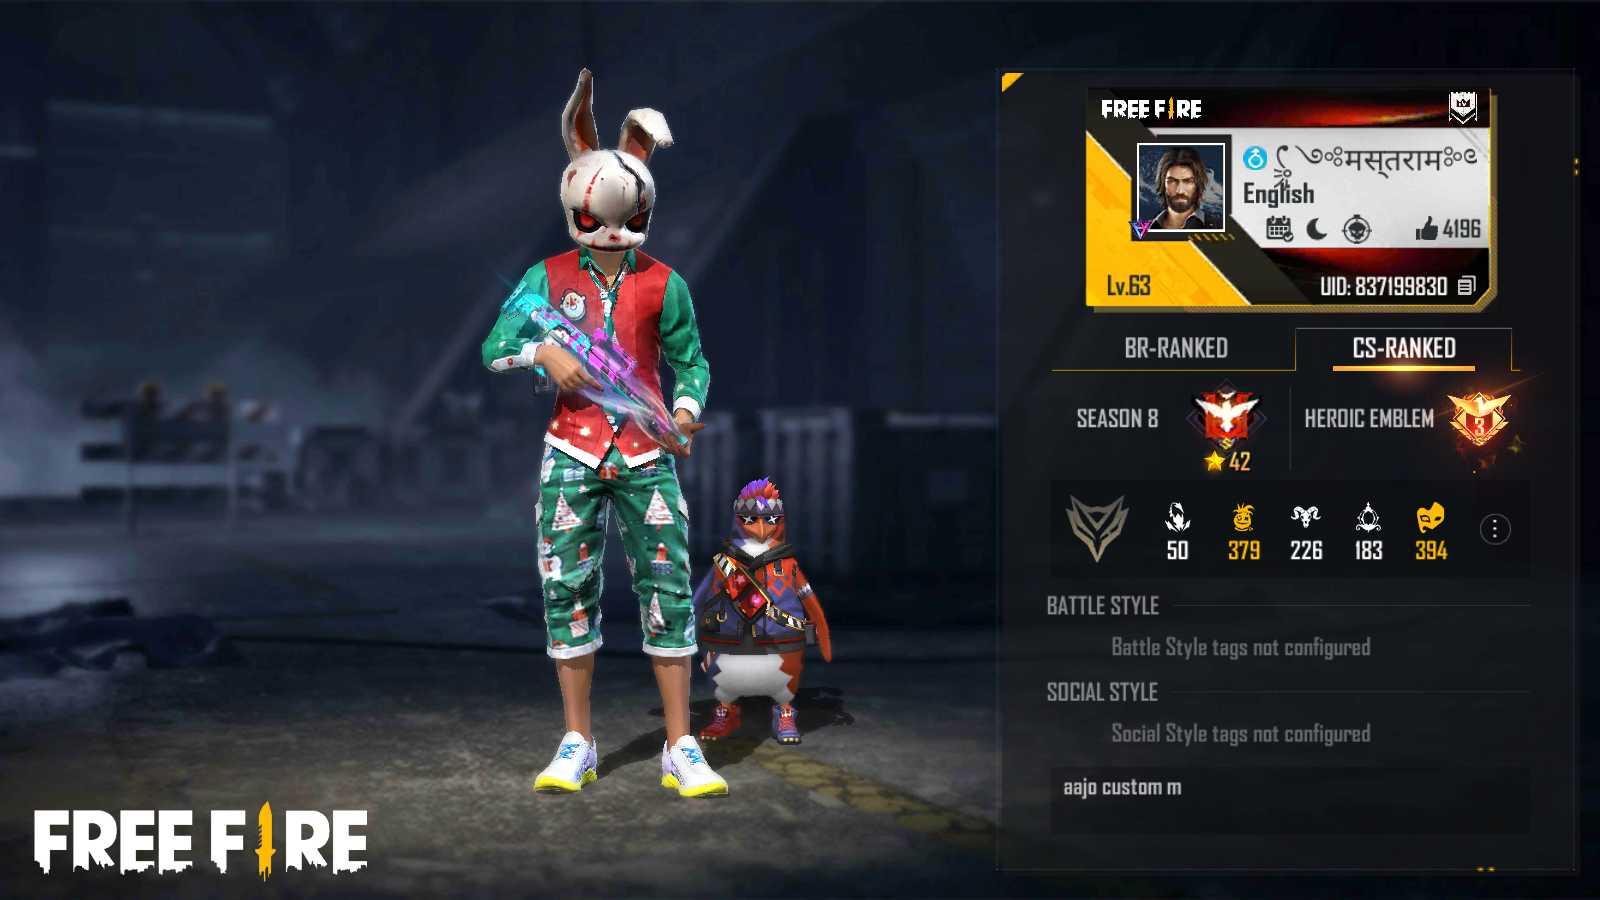 FREE FIRE
मस्तराम
English
4196
Lv.63
UID: 837199830
BR-RANKED
CS-RANKED
SEASON 8
HEROIC EMBLEM
3
42
50
379
226
183
394
BATTLE STYLE
Battle Style tags not configured
SOCIAL STYLE
Social Style tags not configured
aajo custom m
FREE FIRE